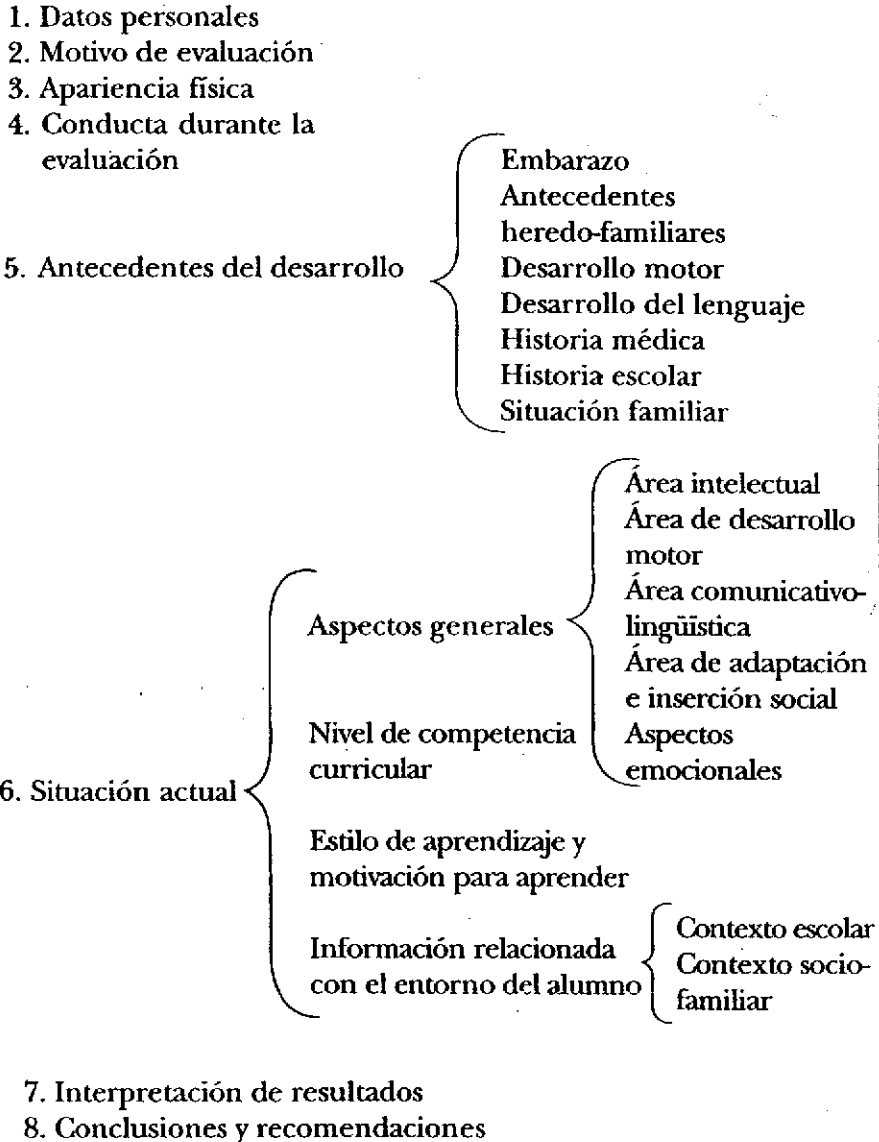 1. Datos personales
2. Motivo de evaluación
3. Apariencia física
4. Conducta durante la
evaluación
5. Antecedentes del desarrollo
Embarazo
Antecedentes
heredo-familiares
Desarrollo motor
Desarrollo del lenguaje
Historia médica
Historia escolar
Situación familiar
6. Situación actual
Aspectos generales
Área intelectual
Área de desarrollo
motor
Área comunicativo-
lingüística
Área de adaptación
e inserción social
Aspectos
emocionales
Nivel de competencia
curricular
Estilo de aprendizaje y
motivación para aprender
Información relacionada
con el entorno del alumno
Contexto escolar
Contexto socio-
familiar
7. Interpretación de resultados
8. Conclusiones y recomendaciones